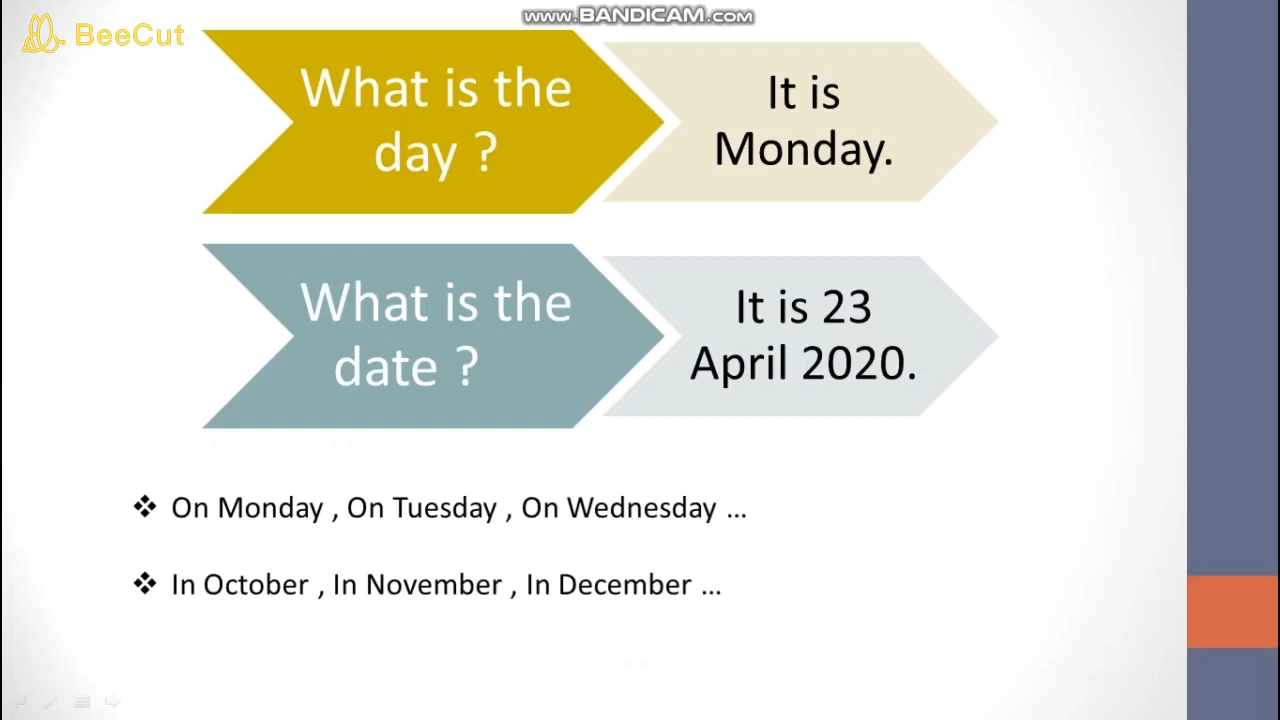 www.BANDICAM.com
BeeCut
What is the
day ?
It is
Monday.
What is the
date ?
It is 23
April 2020.
On Monday , On Tuesday , On Wednesday ...
In October , In November , In December ...